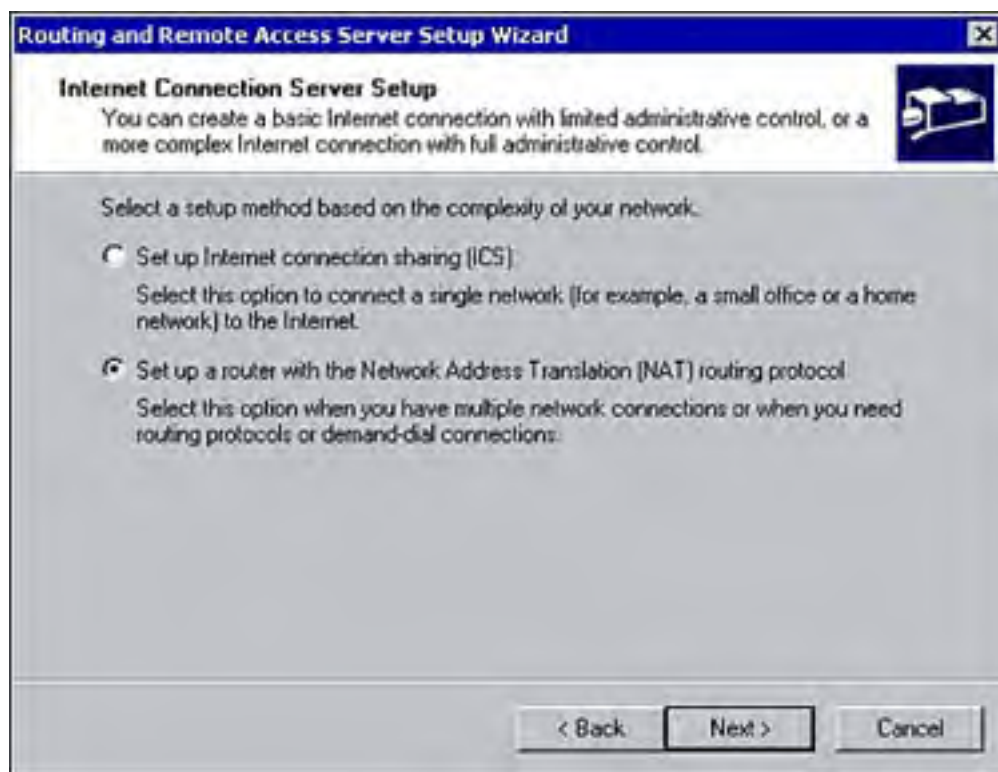 Routing and Remote Access Server Setup Wizard
Internet Connection Server Setup
You can create a basic Internet connection with limited administrative control, or a
more complex Internet connection with full administrative control.
Select a setup method based on the complexity of your network.
Set up Internet connection sharing (ICS)
Select this option to connect a single network (for example, a small office or a home
network) to the Internet.
Set up a router with the Network Address Translation (NAT) routing protocol
Select this option when you have multiple network connections or when you need
routing protocols or demand-dial connections.
< Back
Next >
Cancel